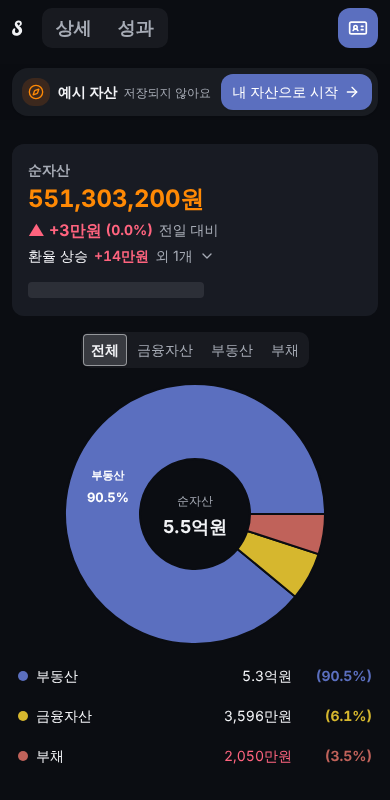 상세 성과
예시 자산 저장되지 않아요 내 자산으로 시작 →
순자산
551,303,200원
▲ +3만원 (0.0%) 전일 대비
환율 상승 +14만원 외 1개
전체 금융자산 부동산 부채
부동산
90.5%
순자산
5.5억원
부동산 5.3억원 (90.5%)
금융자산 3,596만원 (6.1%)
부채 2,050만원 (3.5%)